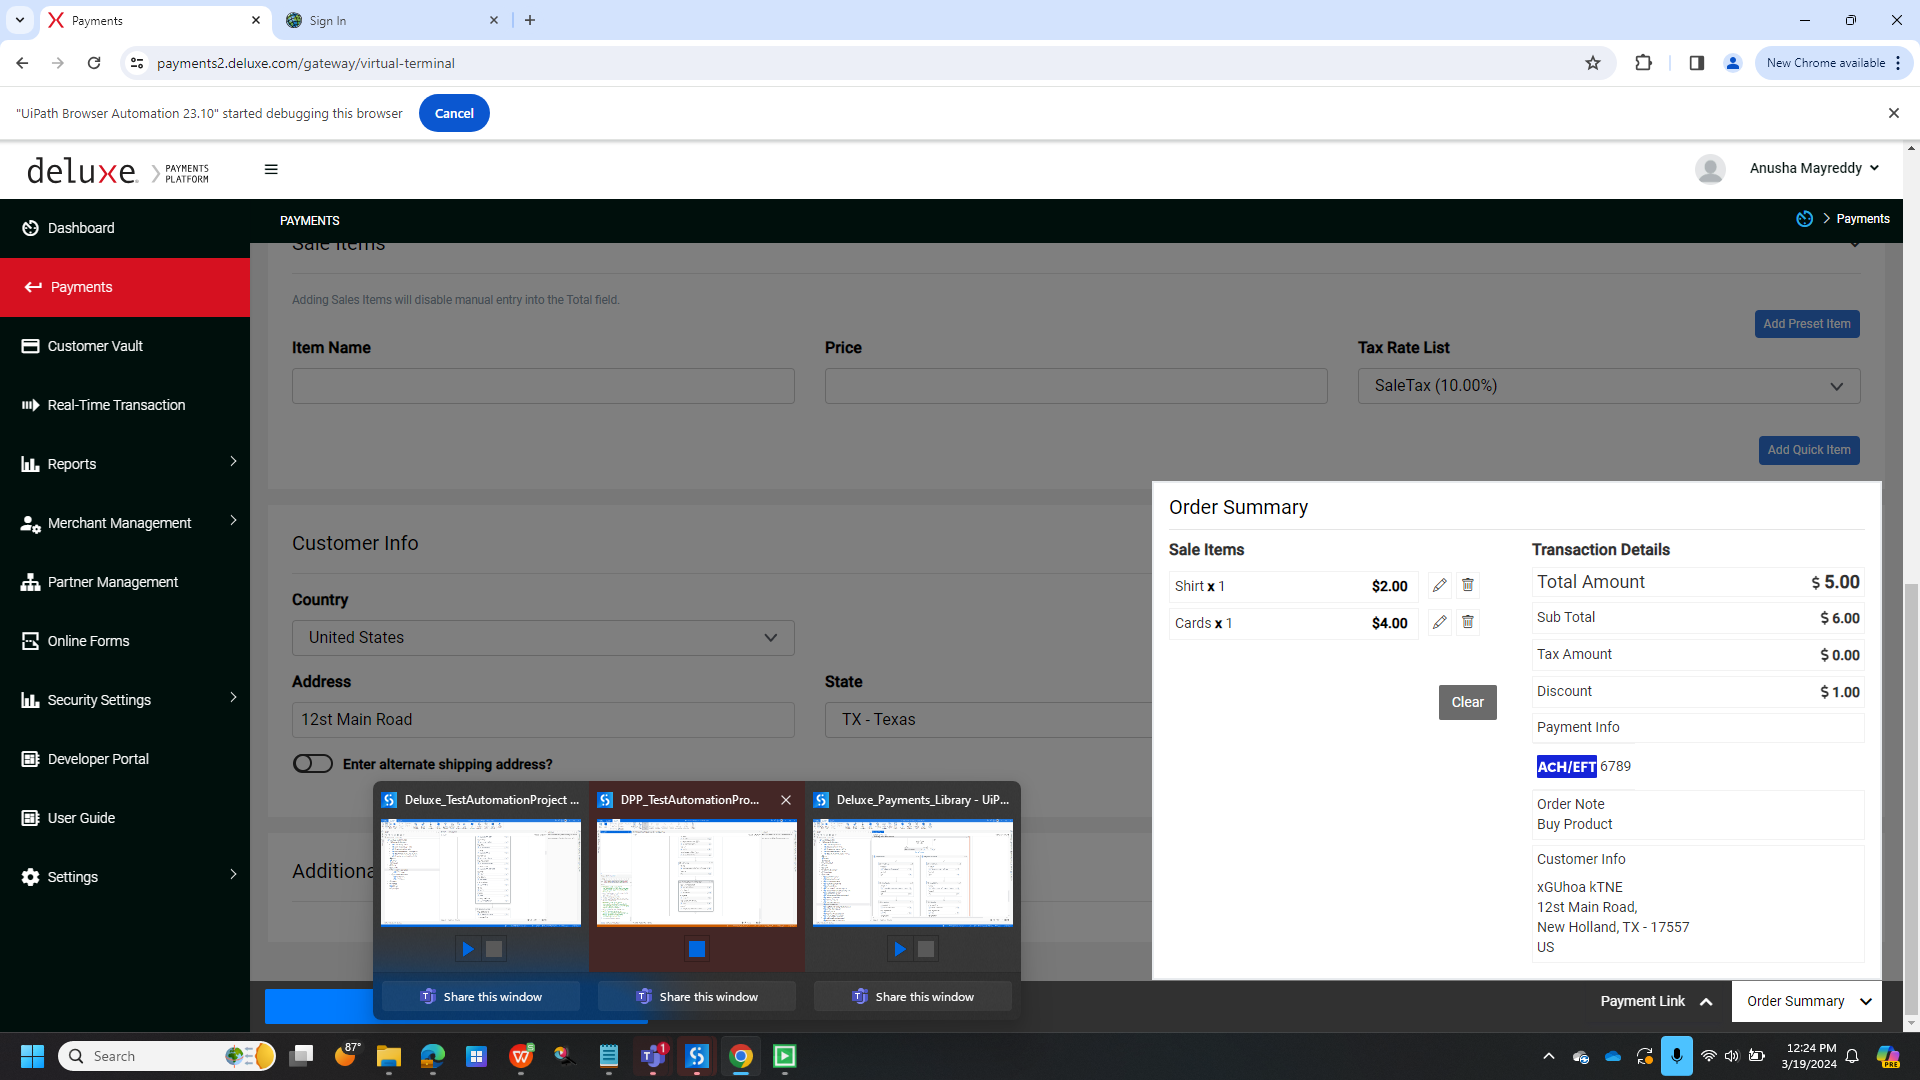 Payments
Sign In
payments2.deluxe.com/gateway/virtual-terminal
New Chrome available
"UiPath Browser Automation 23.10" started debugging this browser
Cancel
deluxe. PAYMENTS PLATFORM
Anusha Mayreddy
PAYMENTS
Payments
Dashboard
Payments
Customer Vault
Real-Time Transaction
Reports
Merchant Management
Partner Management
Online Forms
Security Settings
Developer Portal
User Guide
Settings
Sale Items
Adding Sales Items will disable manual entry into the Total field.
Add Preset Item
Item Name
Price
Tax Rate List
SaleTax (10.00%)
Add Quick Item
Customer Info
Country
United States
Address
State
12st Main Road
TX - Texas
Enter alternate shipping address?
Additiona
Order Summary
Sale Items
Shirt x 1 $2.00
Cards x 1 $4.00
Clear
Transaction Details
Total Amount $ 5.00
Sub Total $ 6.00
Tax Amount $ 0.00
Discount $ 1.00
Payment Info
ACH/EFT 6789
Order Note
Buy Product
Customer Info
xGUhoa kTNE
12st Main Road,
New Holland, TX - 17557
US
Deluxe_TestAutomationProject ...
DPP_TestAutomationPro...
Deluxe_Payments_Library - UiP...
Share this window
Share this window
Share this window
Payment Link
Order Summary
Search
87°
1
12:24 PM
3/19/2024
PRE